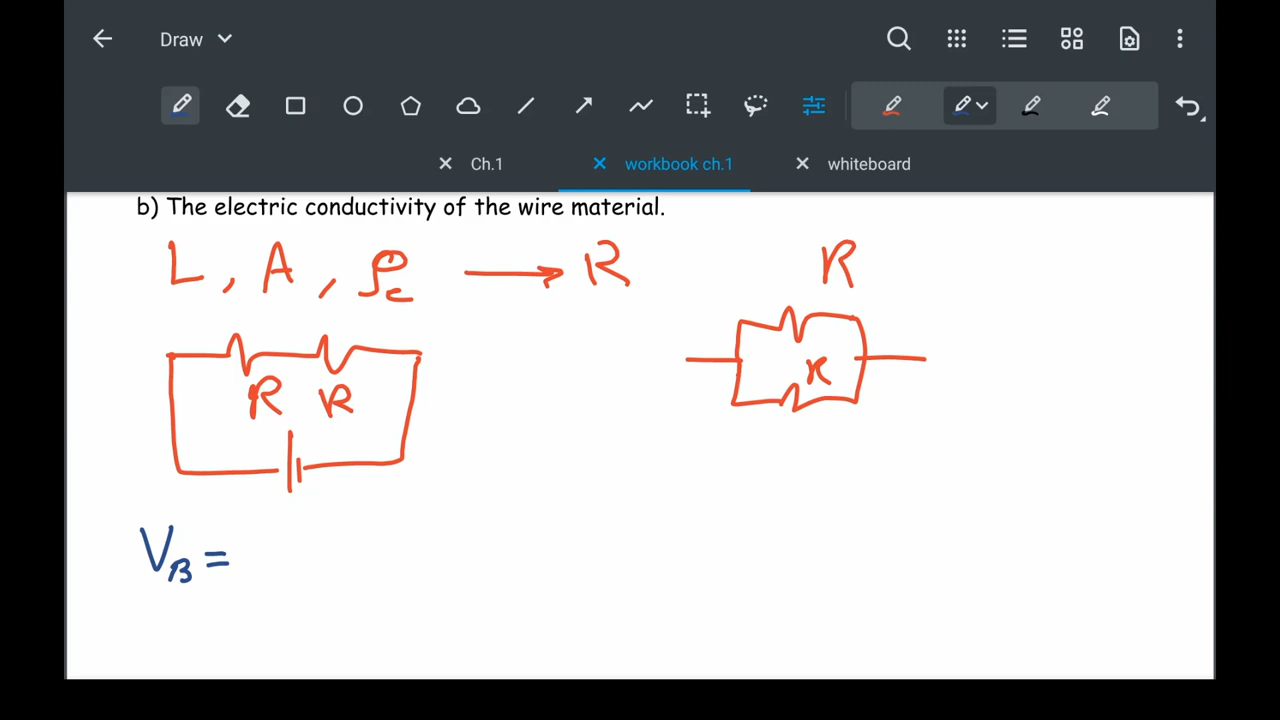 Draw
Ch.1 workbook ch.1 whiteboard
b) The electric conductivity of the wire material.
L , A , ρe → R
R
R R
R
VB =